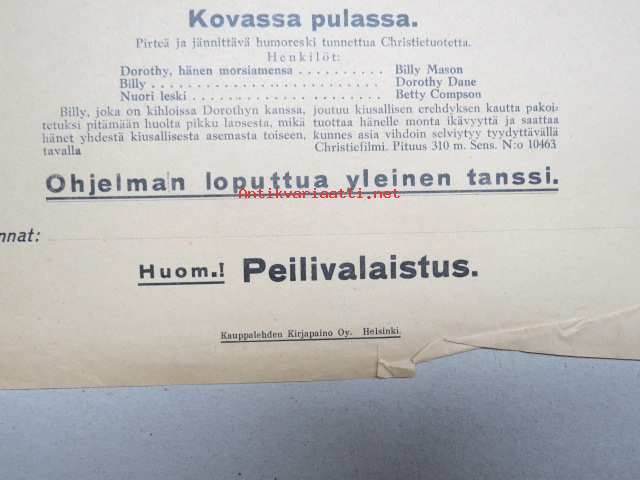 Kovassa pulassa.
Pirteä ja jännittävä humoreski tunnettua Christietuotetta.
Henkilöt:
Dorothy, hänen morsiamensa . . . . . . . . . . Billy Mason
Billy . . . . . . . . . . . . . . . . . . . . . . . . . Dorothy Dane
Nuori leski . . . . . . . . . . . . . . . . . . . . . Betty Compson
Billy, joka on kihloissa Dorothyn kanssa, joutuu kiusallisen erehdyksen kautta pakoi-
tetuksi pitämään huolta pikku lapsesta, mikä tuottaa hänelle monta ikävyyttä ja saattaa
hänet yhdestä kiusallisesta asemasta toiseen, kunnes asia vihdoin selviytyy tyydyttävällä
tavalla Christiefilmi. Pituus 310 m. Sens. N:o 10463
Ohjelman loputtua yleinen tanssi.
Antikvariaatti.net
nnat:
Huom.! Peilivalaistus.
Kauppalehden Kirjapaino Oy. Helsinki.